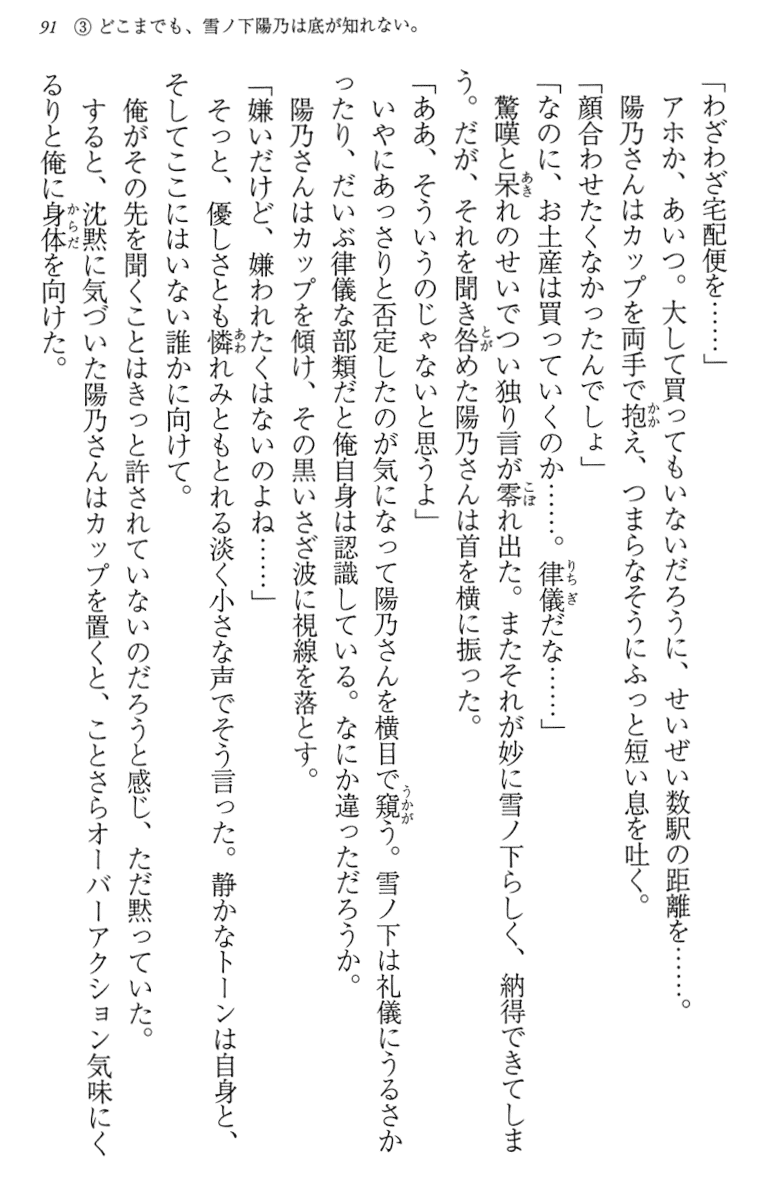 91 ③ どこまでも、雪ノ下陽乃は底が知れない。
「わざわざ宅配便を……」
アホか、あいつ。大して買ってもいないだろうに、せいぜい数駅の距離を……。
陽乃さんはカップを両手で抱え、つまらなそうにふっと短い息を吐く。
「顔合わせたくなかったんでしょ」
「なのに、お土産は買っていくのか……。律儀だな……」
驚嘆と呆れのせいでつい独り言が零れ出た。またそれが妙に雪ノ下らしく、納得できてしま
う。だが、それを聞き咎めた陽乃さんは首を横に振った。
「ああ、そういうのじゃないと思うよ」
いやにあっさりと否定したのが気になって陽乃さんを横目で窺う。雪ノ下は礼儀にうるさか
ったり、だいぶ律儀な部類だと俺自身は認識している。なにか違っただろうか。
陽乃さんはカップを傾け、その黒いさざ波に視線を落とす。
「嫌いだけど、嫌われたくはないのよね……」
そっと、優しさとも憐れみともとれる淡く小さな声でそう言った。静かなトーンは自身と、
そしてここにはいない誰かに向けて。
俺がその先を聞くことはきっと許されていないのだろうと感じ、ただ黙っていた。
すると、沈黙に気づいた陽乃さんはカップを置くと、ことさらオーバーアクション気味にく
るりと俺に身体を向けた。